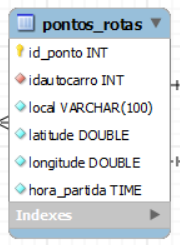 pontos_rotas
id_ponto INT
idautocarro INT
local VARCHAR(100)
latitude DOUBLE
longitude DOUBLE
hora_partida TIME
Indexes